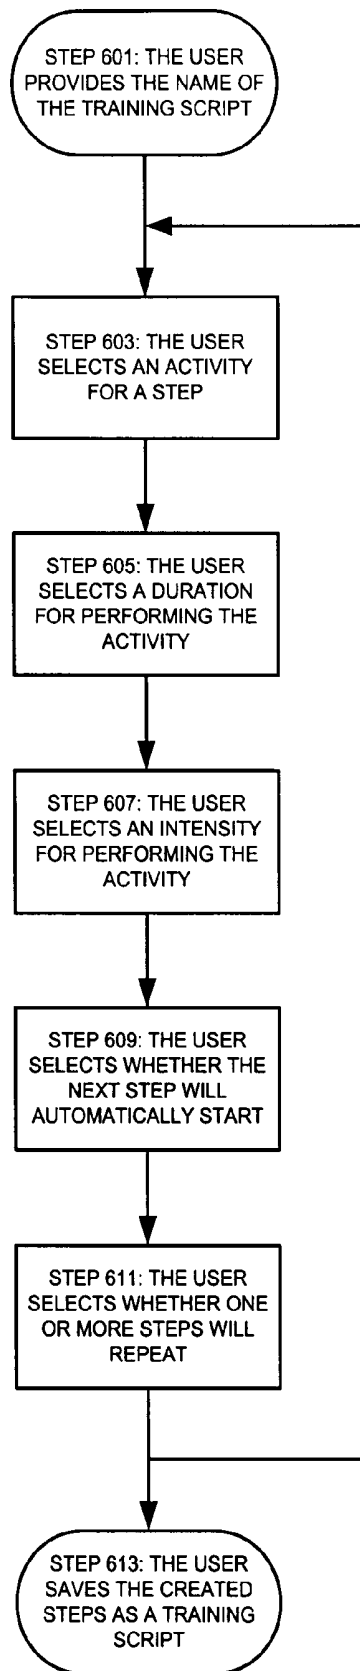 STEP 601: THE USER
PROVIDES THE NAME OF
THE TRAINING SCRIPT
STEP 603: THE USER
SELECTS AN ACTIVITY
FOR A STEP
STEP 605: THE USER
SELECTS A DURATION
FOR PERFORMING THE
ACTIVITY
STEP 607: THE USER
SELECTS AN INTENSITY
FOR PERFORMING THE
ACTIVITY
STEP 609: THE USER
SELECTS WHETHER THE
NEXT STEP WILL
AUTOMATICALLY START
STEP 611: THE USER
SELECTS WHETHER ONE
OR MORE STEPS WILL
REPEAT
STEP 613: THE USER
SAVES THE CREATED
STEPS AS A TRAINING
SCRIPT